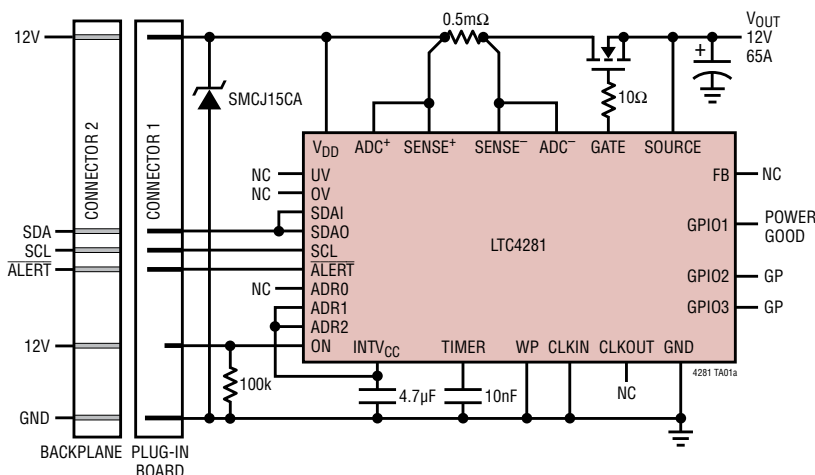 0.5mΩ
V_OUT
12V
65A
12V
+
SMCJ15CA
10Ω
CONNECTOR 2
CONNECTOR 1
V_DD
ADC+
SENSE+
SENSE−
ADC−
GATE
SOURCE
NC
UV
FB
NC
NC
OV
SDAI
SDA
SDAO
GPIO1
POWER
GOOD
SCL
SCL
LTC4281
ALERT
ALERT
GPIO2
GP
NC
ADR0
ADR1
GPIO3
GP
ADR2
12V
ON
INTV_CC
TIMER
WP
CLKIN
CLKOUT
GND
4281 TA01a
100k
4.7µF
10nF
NC
GND
BACKPLANE
PLUG-IN
BOARD